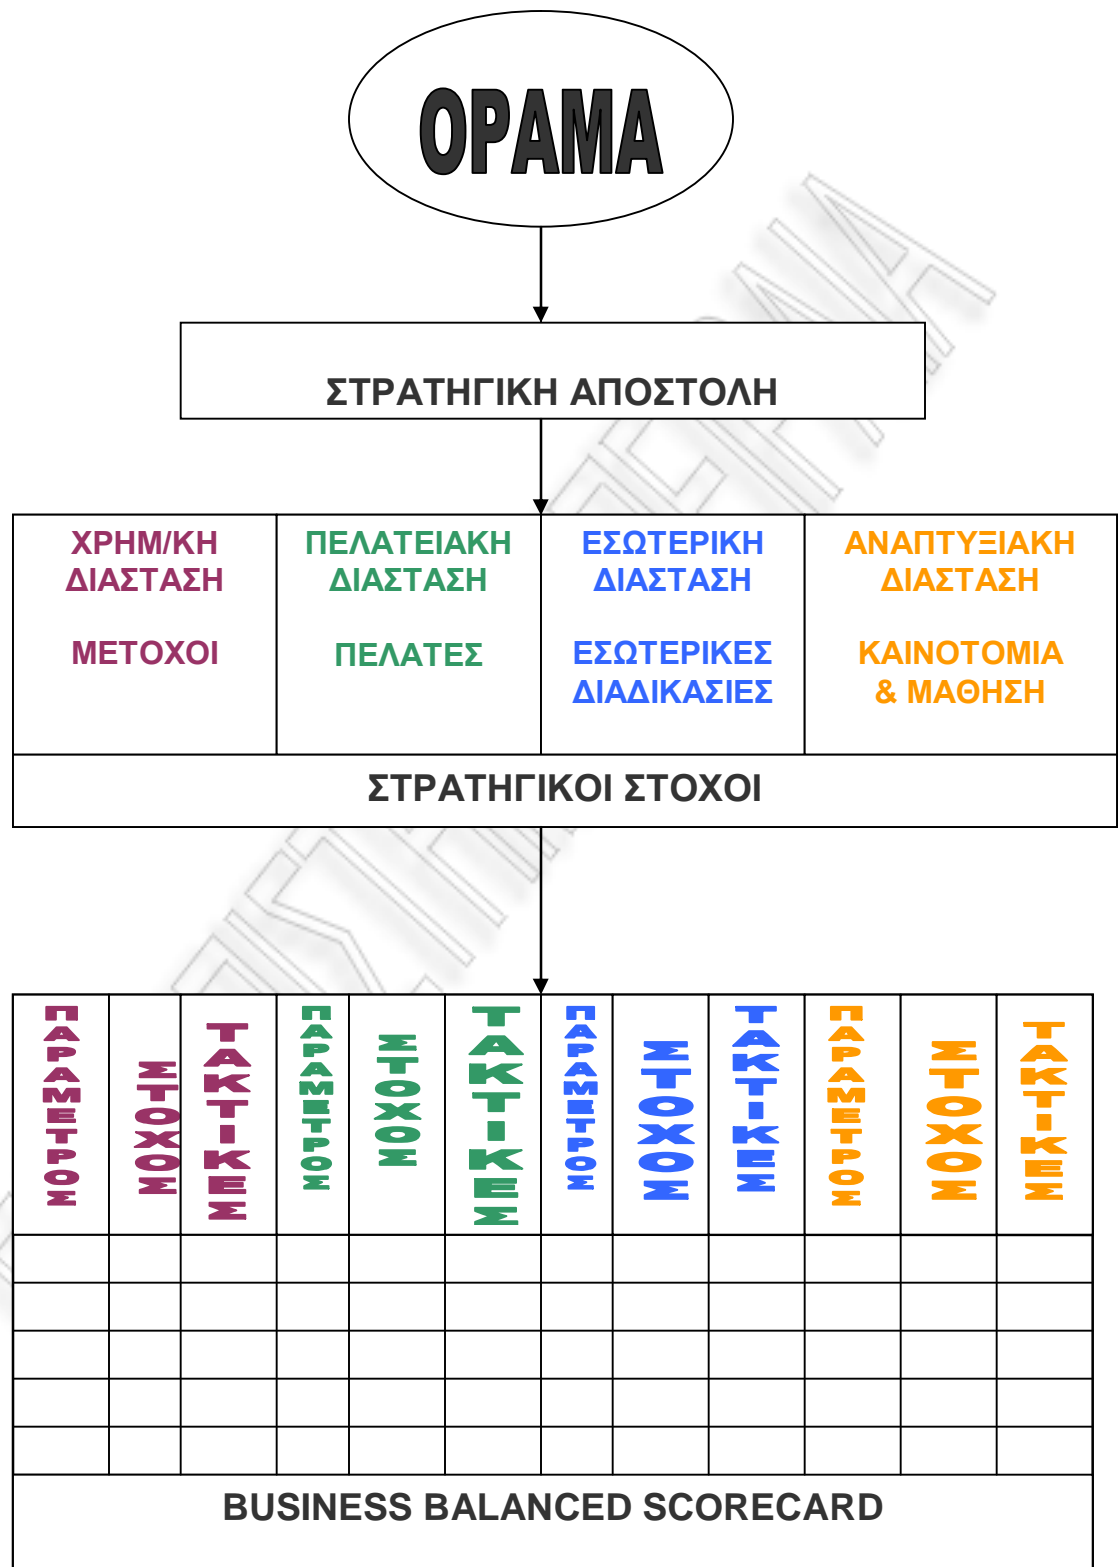 ΟΡΑΜΑ
ΣΤΡΑΤΗΓΙΚΗ ΑΠΟΣΤΟΛΗ
ΧΡΗΜ/ΚΗ
ΔΙΑΣΤΑΣΗ
ΜΕΤΟΧΟΙ
ΠΕΛΑΤΕΙΑΚΗ
ΔΙΑΣΤΑΣΗ
ΠΕΛΑΤΕΣ
ΕΣΩΤΕΡΙΚΗ
ΔΙΑΣΤΑΣΗ
ΕΣΩΤΕΡΙΚΕΣ
ΔΙΑΔΙΚΑΣΙΕΣ
ΑΝΑΠΤΥΞΙΑΚΗ
ΔΙΑΣΤΑΣΗ
ΚΑΙΝΟΤΟΜΙΑ
& ΜΑΘΗΣΗ
ΣΤΡΑΤΗΓΙΚΟΙ ΣΤΟΧΟΙ
ΠΑΡΑΜΕΤΡΟΣ
ΣΤΟΧΟΣ
ΤΑΚΤΙΚΕΣ
ΠΑΡΑΜΕΤΡΟΣ
ΣΤΟΧΟΣ
ΤΑΚΤΙΚΕΣ
ΠΑΡΑΜΕΤΡΟΣ
ΣΤΟΧΟΣ
ΤΑΚΤΙΚΕΣ
ΠΑΡΑΜΕΤΡΟΣ
ΣΤΟΧΟΣ
ΤΑΚΤΙΚΕΣ
BUSINESS BALANCED SCORECARD